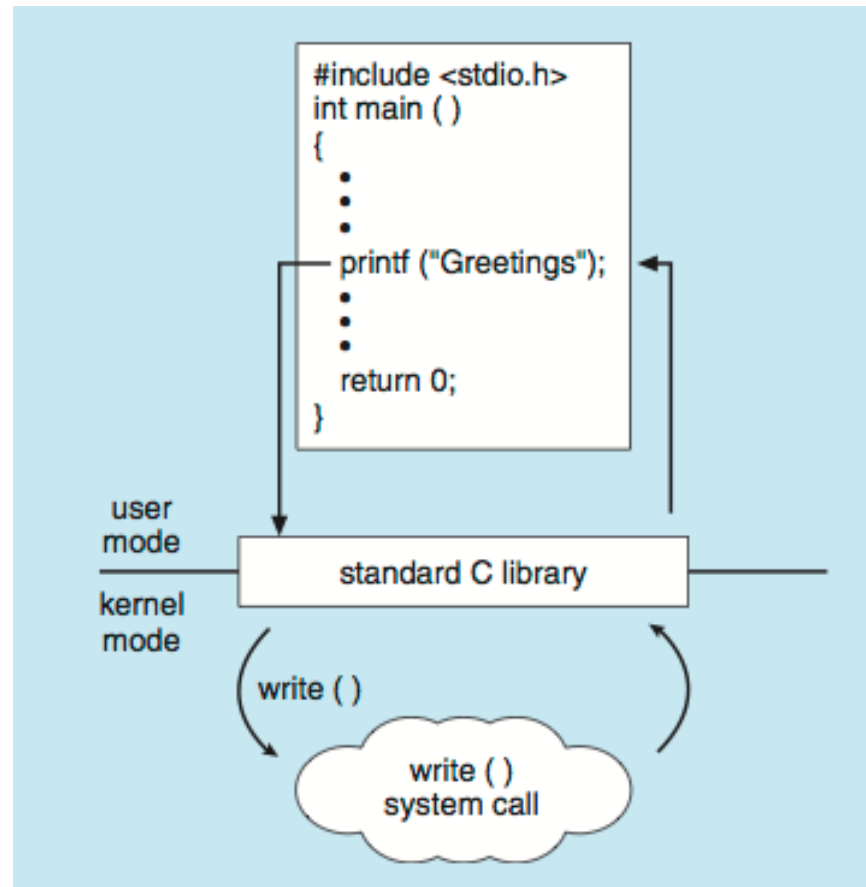 #include <stdio.h>
int main ( )
{
•
•
•
printf ("Greetings");
•
•
•
return 0;
}
user
mode
standard C library
kernel
mode
write ( )
write ( )
system call